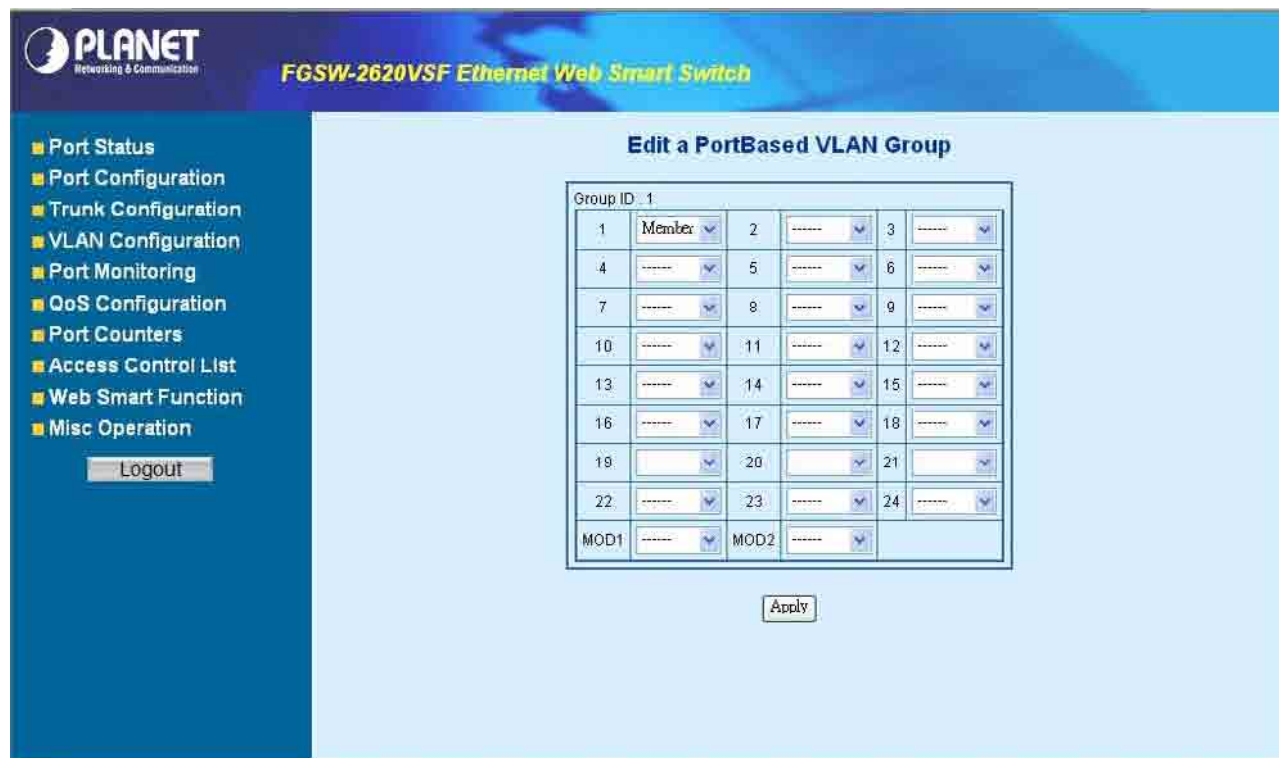 PLANET
Networking & Communication
FGSW-2620VSF Ethernet Web Smart Switch
Port Status
Port Configuration
Trunk Configuration
VLAN Configuration
Port Monitoring
QoS Configuration
Port Counters
Access Control List
Web Smart Function
Misc Operation
Logout
Edit a PortBased VLAN Group
Group ID : 1
1 Member 2 ------ 3 ------
4 ------ 5 ------ 6 ------
7 ------ 8 ------ 9 ------
10 ------ 11 ------ 12 ------
13 ------ 14 ------ 15 ------
16 ------ 17 ------ 18 ------
19 20 21
22 ------ 23 ------ 24 ------
MOD1 ------ MOD2 ------
Apply